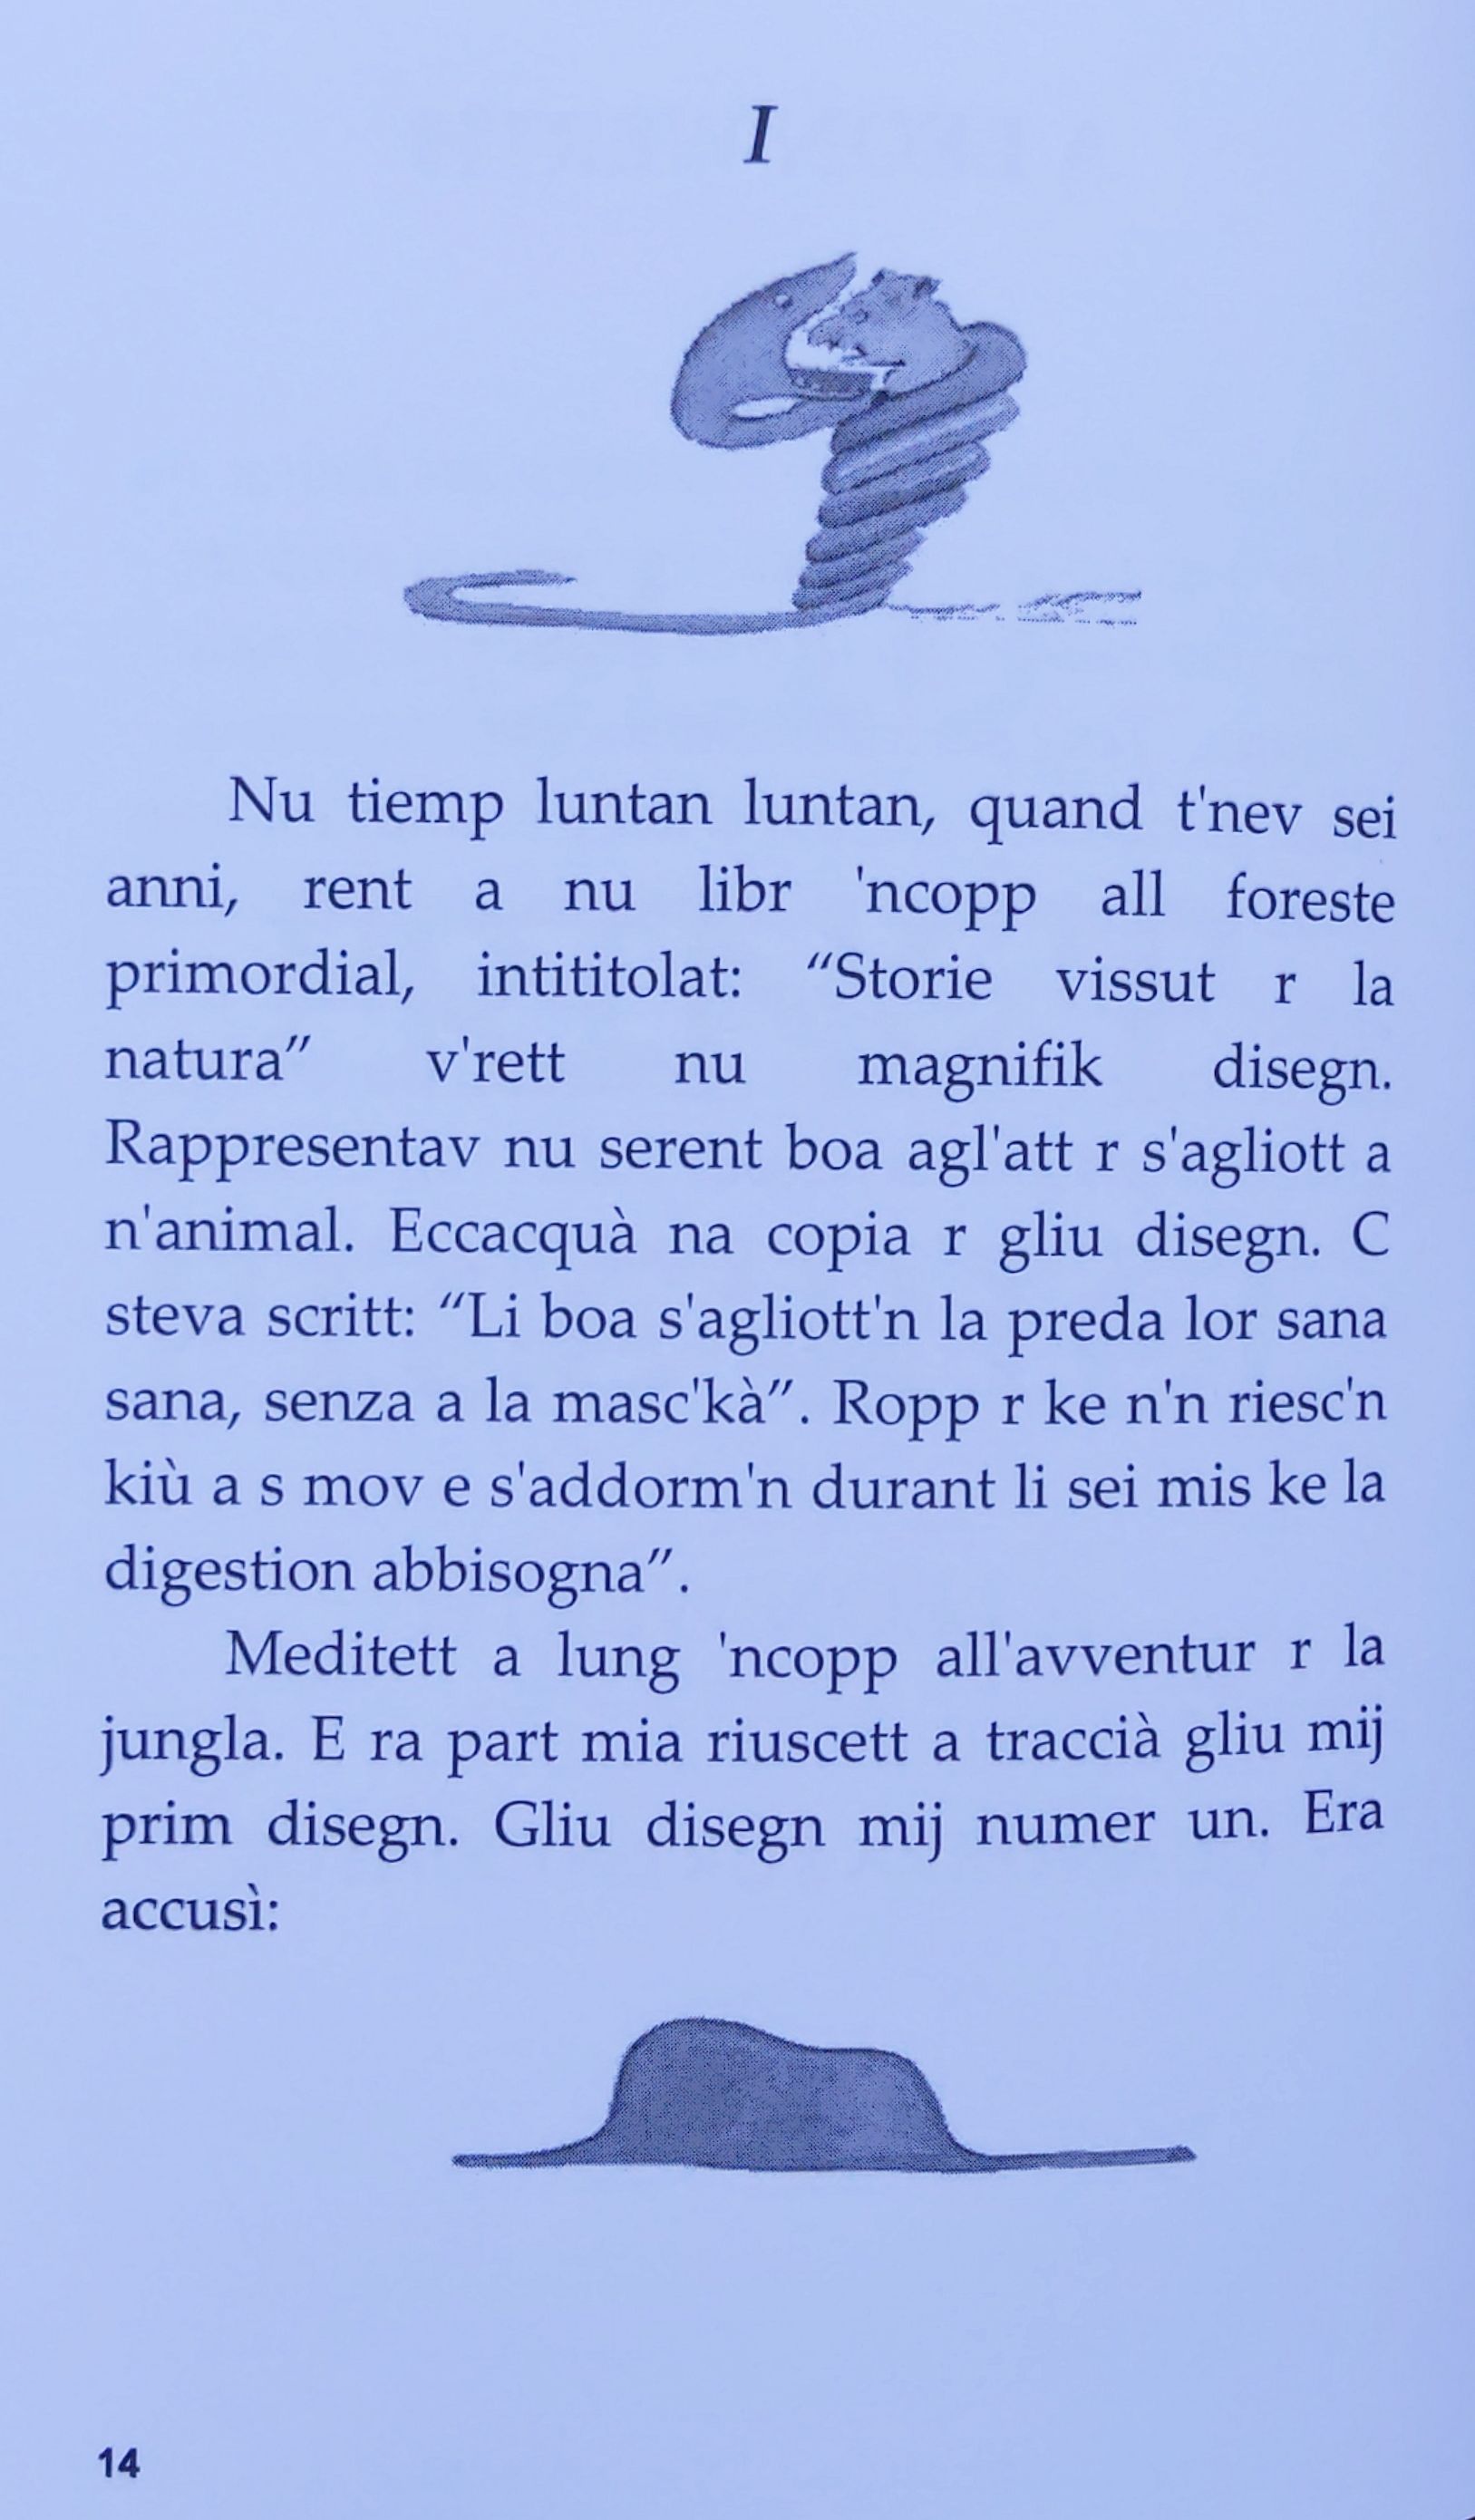 I
Nu tiemp luntan luntan, quand t'nev sei
anni, rent a nu libr 'ncopp all foreste
primordial, intititolat: “Storie vissut r la
natura” v'rett nu magnifik disegn.
Rappresentav nu serent boa agl'att r s'agliott a
n'animal. Eccacquà na copia r gliu disegn. C
steva scritt: “Li boa s'agliott'n la preda lor sana
sana, senza a la masc'kà”. Ropp r ke n'n riesc'n
kiù a s mov e s'addorm'n durant li sei mis ke la
digestion abbisogna”.
Meditett a lung 'ncopp all'avventur r la
jungla. E ra part mia riuscett a traccià gliu mij
prim disegn. Gliu disegn mij numer un. Era
accusì:
14